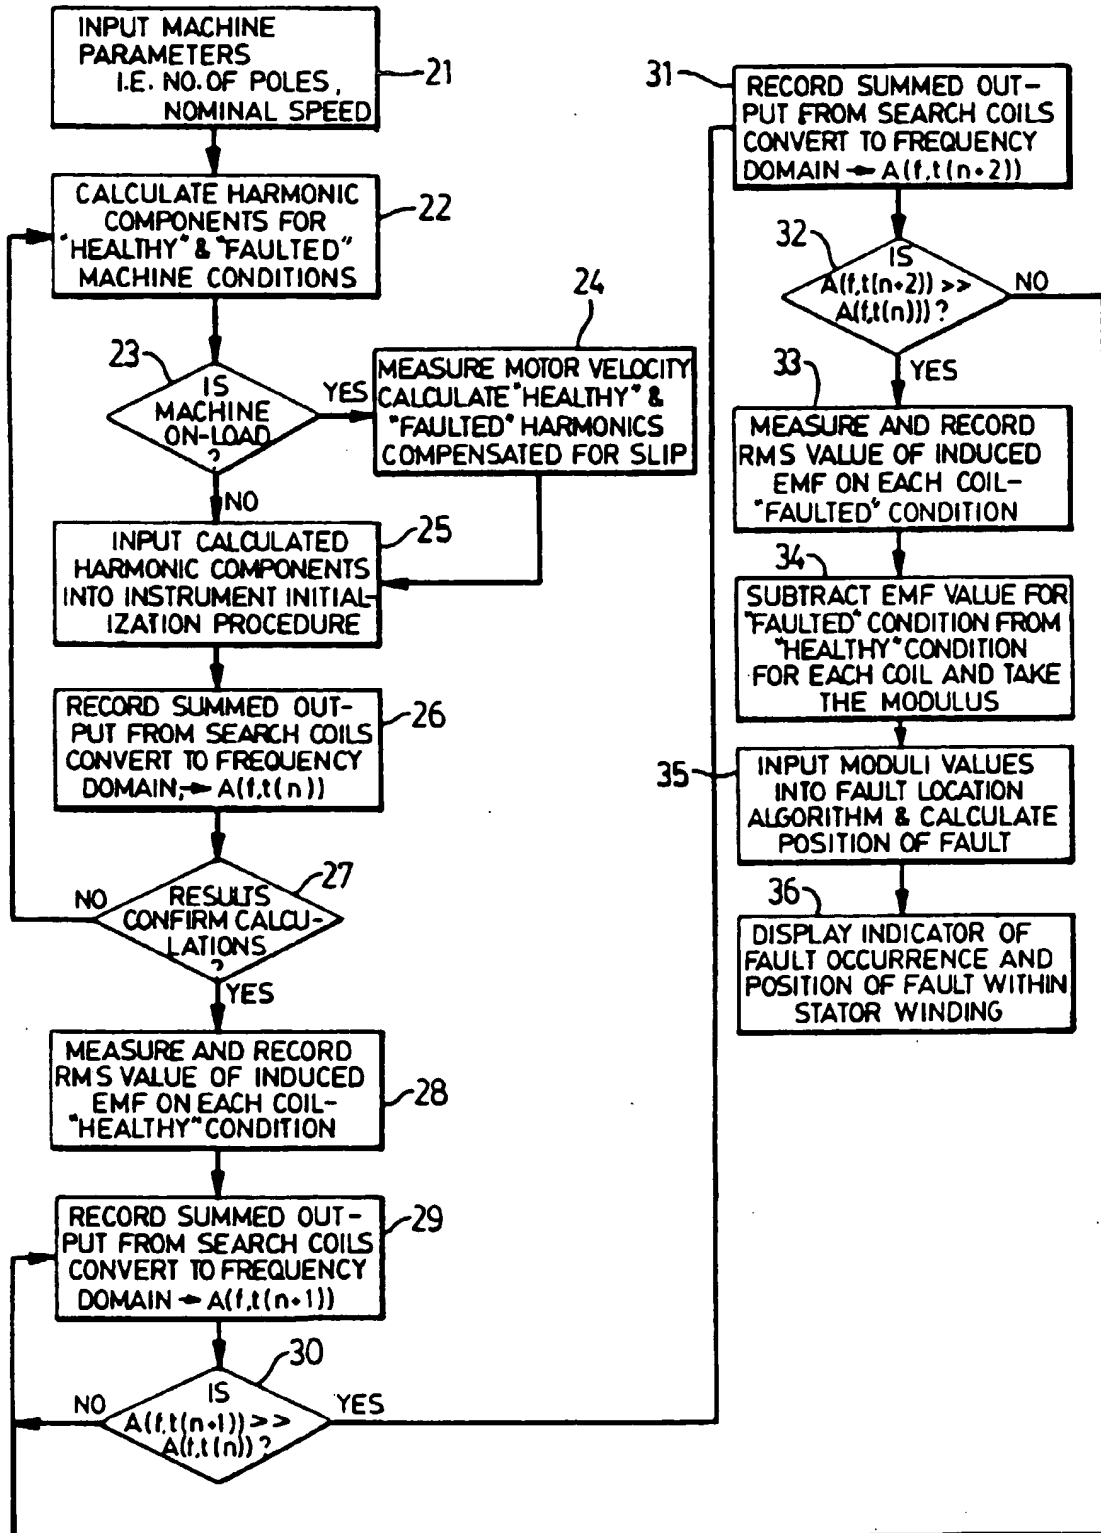 INPUT MACHINE
PARAMETERS
I.E. NO. OF POLES,
NOMINAL SPEED
21
CALCULATE HARMONIC
COMPONENTS FOR
"HEALTHY" & "FAULTED"
MACHINE CONDITIONS
22
23
IS
MACHINE
ON-LOAD
?
YES
NO
24
MEASURE MOTOR VELOCITY
CALCULATE "HEALTHY" &
"FAULTED" HARMONICS
COMPENSATED FOR SLIP
INPUT CALCULATED
HARMONIC COMPONENTS
INTO INSTRUMENT INITIAL-
IZATION PROCEDURE
25
RECORD SUMMED OUT-
PUT FROM SEARCH COILS
CONVERT TO FREQUENCY
DOMAIN, → A(f,t(n))
26
27
NO
RESULTS
CONFIRM CALCU-
LATIONS
?
YES
MEASURE AND RECORD
RMS VALUE OF INDUCED
EMF ON EACH COIL-
"HEALTHY" CONDITION
28
RECORD SUMMED OUT-
PUT FROM SEARCH COILS
CONVERT TO FREQUENCY
DOMAIN → A(f,t(n+1))
29
30
NO
IS
A(f,t(n+1)) >>
A(f,t(n)) ?
YES
31
RECORD SUMMED OUT-
PUT FROM SEARCH COILS
CONVERT TO FREQUENCY
DOMAIN → A(f,t(n+2))
32
IS
A(f,t(n+2)) >>
A(f,t(n))) ?
NO
YES
33
MEASURE AND RECORD
RMS VALUE OF INDUCED
EMF ON EACH COIL-
"FAULTED" CONDITION
34
SUBTRACT EMF VALUE FOR
"FAULTED" CONDITION FROM
"HEALTHY" CONDITION
FOR EACH COIL AND TAKE
THE MODULUS
35
INPUT MODULI VALUES
INTO FAULT LOCATION
ALGORITHM & CALCULATE
POSITION OF FAULT
36
DISPLAY INDICATOR OF
FAULT OCCURRENCE AND
POSITION OF FAULT WITHIN
STATOR WINDING